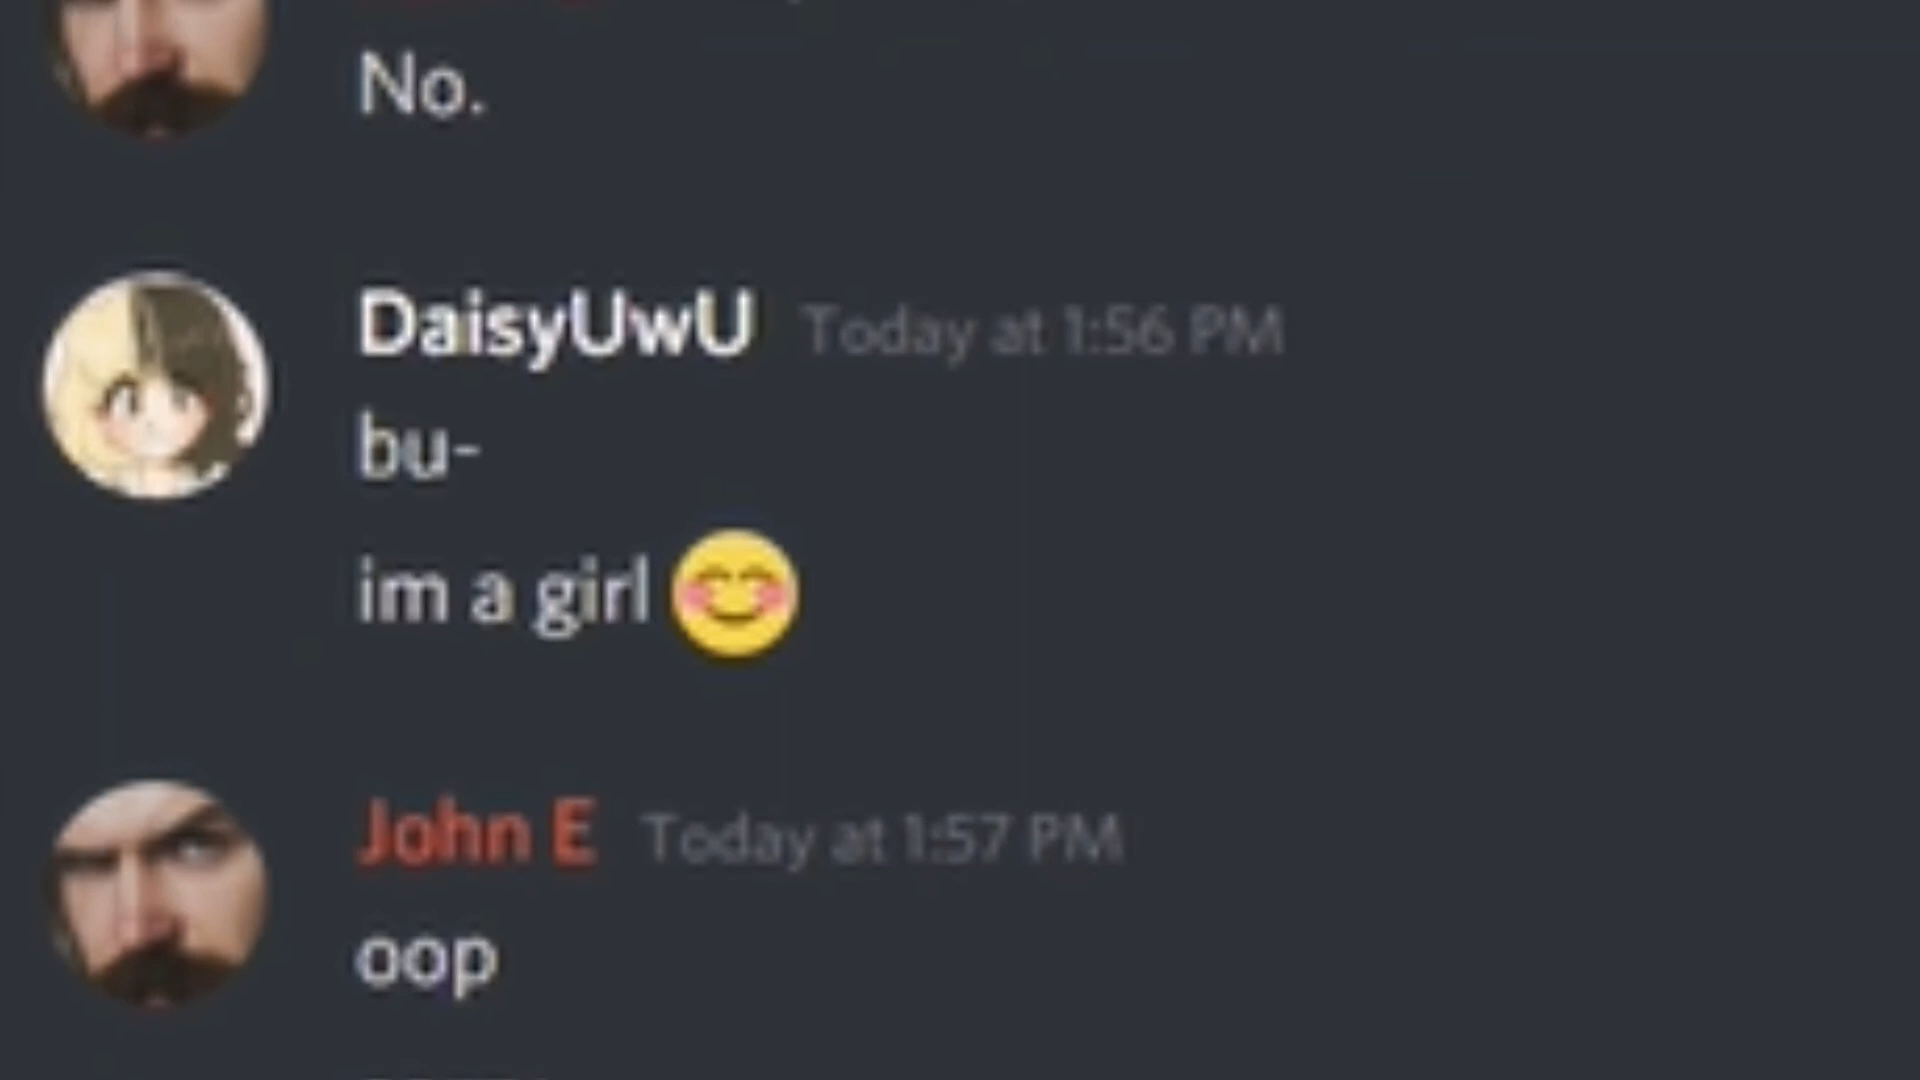 No.
DaisyUwU Today at 1:56 PM
bu-
im a girl 😊
John E Today at 1:57 PM
oop